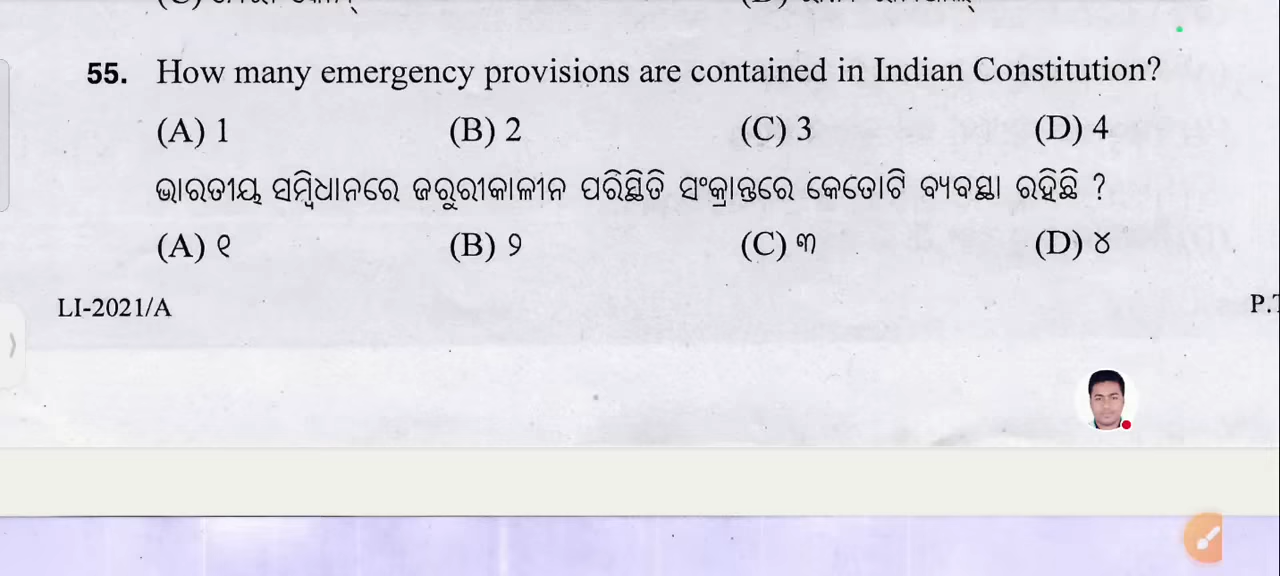 55. How many emergency provisions are contained in Indian Constitution?
(A) 1 (B) 2 (C) 3 (D) 4
ଭାରତୀୟ ସମ୍ବିଧାନରେ ଜରୁରୀକାଳୀନ ପରିସ୍ଥିତି ସଂକ୍ରାନ୍ତରେ କେତୋଟି ବ୍ୟବସ୍ଥା ରହିଛି ?
(A) ୧ (B) ୨ (C) ୩ (D) ୪
LI-2021/A